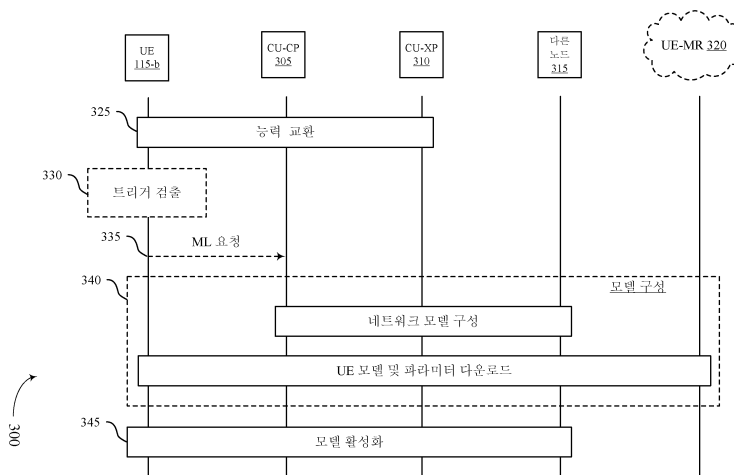 UE
115-b
CU-CP
305
CU-XP
310
다른
노드
315
UE-MR 320
325
능력 교환
330
트리거 검출
335
ML 요청
340
모델 구성
네트워크 모델 구성
UE 모델 및 파라미터 다운로드
345
모델 활성화
300